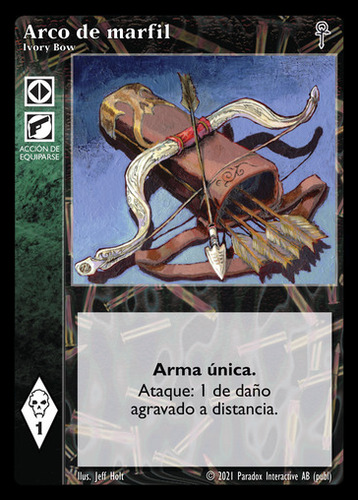 Arco de marfil
Ivory Bow
ACCIÓN DE
EQUIPARSE
Arma única.
Ataque: 1 de daño
agravado a distancia.
1
Ilus. Jeff Holt
© 2021 Paradox Interactive AB (publ)